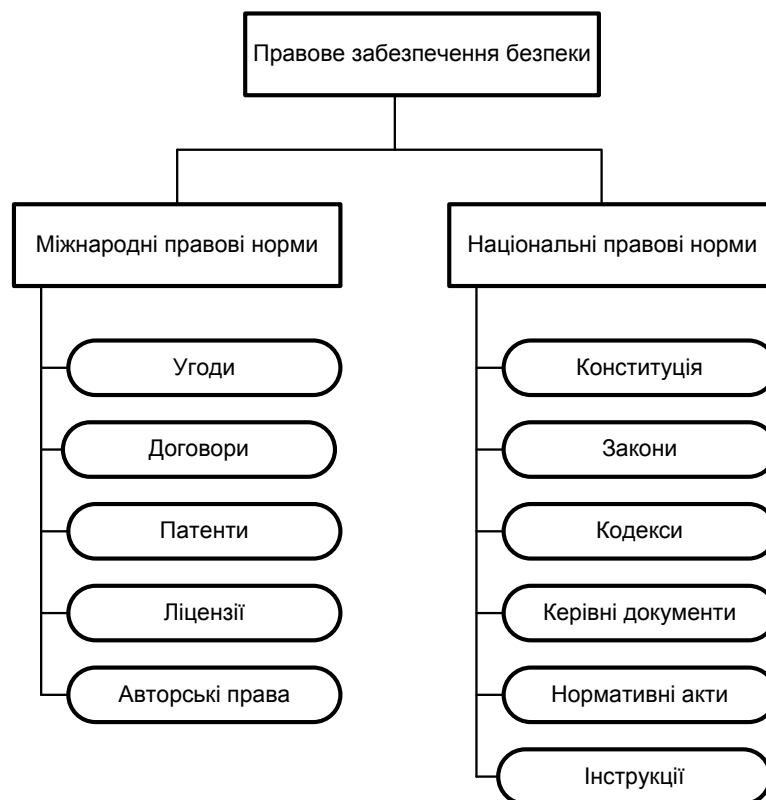 Правове забезпечення безпеки
Міжнародні правові норми
Угоди
Договори
Патенти
Ліцензії
Авторські права
Національні правові норми
Конституція
Закони
Кодекси
Керівні документи
Нормативні акти
Інструкції